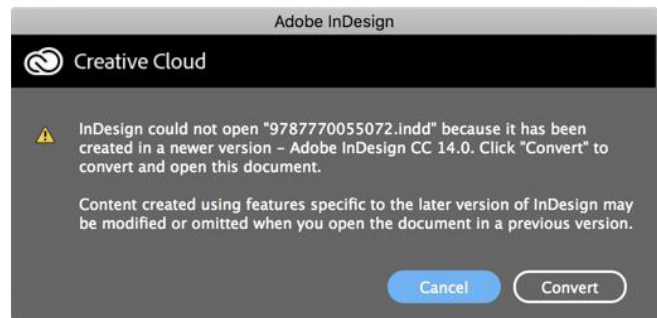 Adobe InDesign
Creative Cloud
InDesign could not open "9787770055072.indd" because it has been
created in a newer version – Adobe InDesign CC 14.0. Click "Convert" to
convert and open this document.
Content created using features specific to the later version of InDesign may
be modified or omitted when you open the document in a previous version.
Cancel
Convert